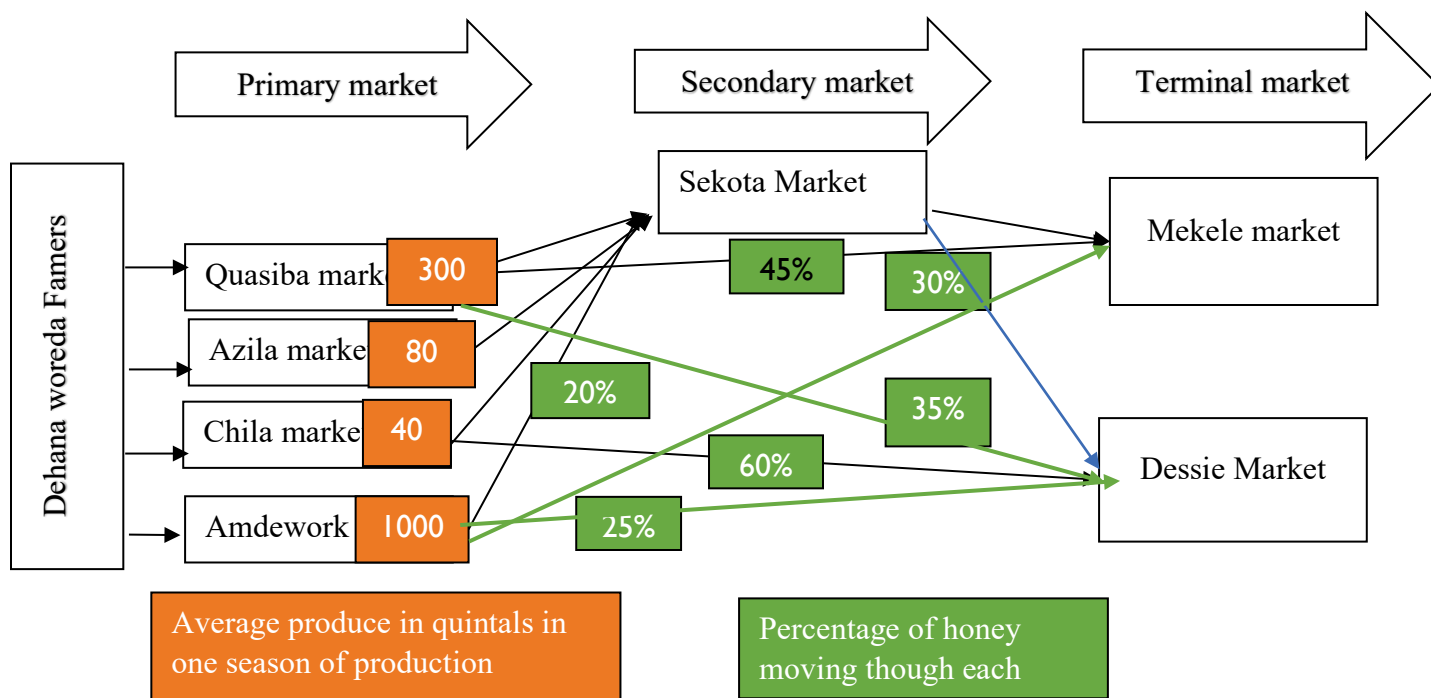 Primary market
Secondary market
Terminal market
Dehana woreda Famers
Sekota Market
Mekele market
Quasiba marke
300
45%
30%
Azila marke
80
20%
35%
Chila marke
40
60%
Dessie Market
Amdework
1000
25%
Average produce in quintals in
one season of production
Percentage of honey
moving though each